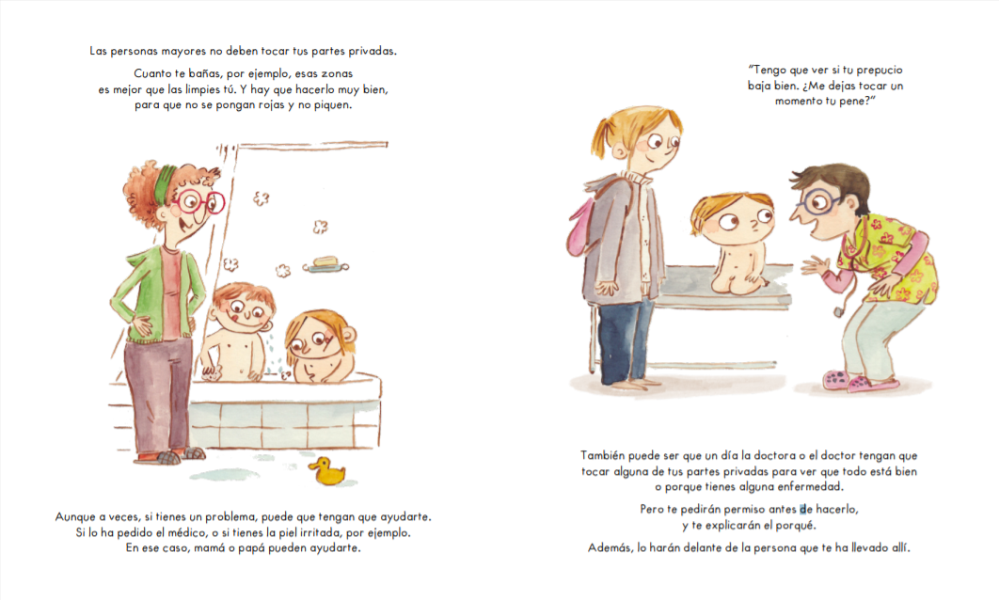 Las personas mayores no deben tocar tus partes privadas.
Cuanto te bañas, por ejemplo, esas zonas
es mejor que las limpies tú. Y hay que hacerlo muy bien,
para que no se pongan rojas y no piquen.
Aunque a veces, si tienes un problema, puede que tengan que ayudarte.
Si lo ha pedido el médico, o si tienes la piel irritada, por ejemplo.
En ese caso, mamá o papá pueden ayudarte.
“Tengo que ver si tu prepucio
baja bien. ¿Me dejas tocar un
momento tu pene?”
También puede ser que un día la doctora o el doctor tengan que
tocar alguna de tus partes privadas para ver que todo está bien
o porque tienes alguna enfermedad.
Pero te pedirán permiso antes de hacerlo,
y te explicarán el porqué.
Además, lo harán delante de la persona que te ha llevado allí.